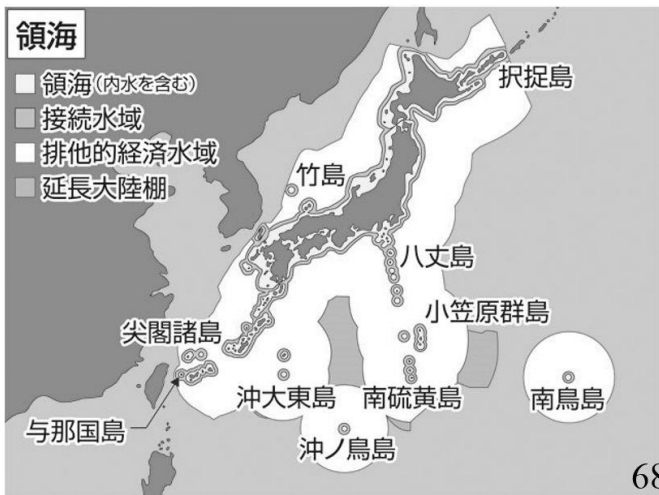 領海
領海(内水を含む)
接続水域
排他的経済水域
延長大陸棚
択捉島
竹島
八丈島
小笠原群島
尖閣諸島
与那国島
沖大東島
南硫黄島
南鳥島
沖ノ鳥島
68